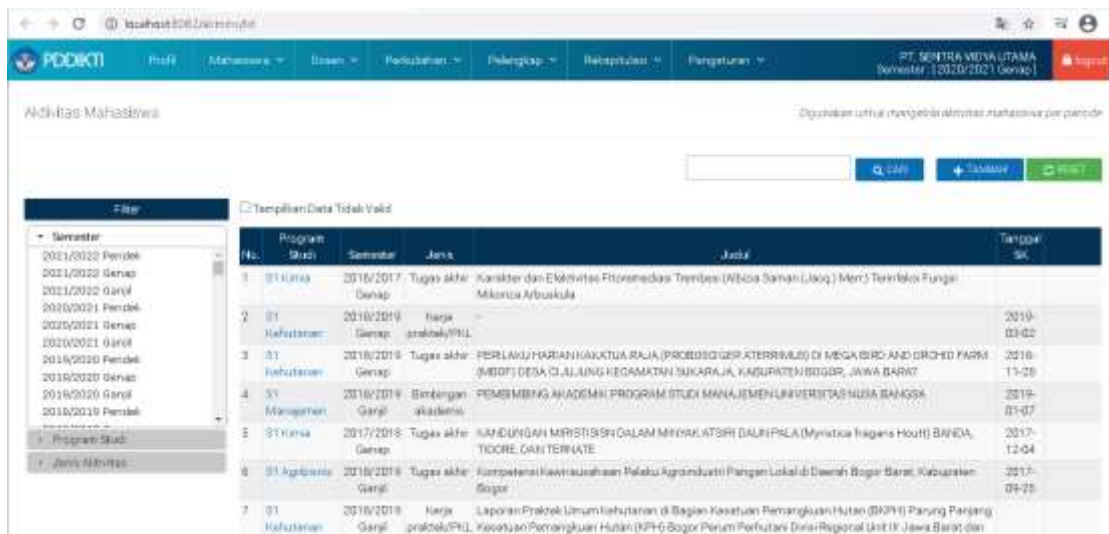 localhost:8082/
PDDIKTI Profil Mahasiswa Dosen Perkuliahan Pelengkap Rekapitulasi Pengaturan PT. SENTRA VIDYA UTAMA logout
Semester : [ 2020/2021 Genap ]
Aktivitas Mahasiswa Digunakan untuk mengelola aktivitas mahasiswa per periode
CARI TAMBAH RESET
Filter
Tampilkan Data Tidak Valid
Semester
2021/2022 Pendek
2021/2022 Genap
2021/2022 Ganjil
2020/2021 Pendek
2020/2021 Genap
2020/2021 Ganjil
2019/2020 Pendek
2019/2020 Genap
2019/2020 Ganjil
2018/2019 Pendek
Program Studi
Jenis Aktivitas
No. Program Studi Semester Jenis Judul Tanggal SK
1 S1 Kimia 2016/2017 Genap Tugas akhir Karakter dan Efektivitas Fitoremediasi Trembesi (Albizia Saman (Jacq.) Merr.) Terinfeksi Fungsi
Mikoriza Arbuskula
2 S1 Kehutanan 2018/2019 Genap Kerja praktek/PKL - 2019-03-02
3 S1 Kehutanan Tugas akhir PERILAKU HARIAN KAKATUA RAJA (PROBOSCIGER ATERRIMUS) DI MEGA BIRD AND ORCHID FARM
(MBOF) DESA CIJUJUNG KECAMATAN SUKARAJA, KABUPATEN BOGOR, JAWA BARAT
4 S1 Manajemen 2018/2019 Ganjil Bimbingan akademis PEMBIMBING AKADEMIK PROGRAM STUDI MANAJEMEN UNIVERSITAS NUSA BANGSA 2019-01-07
5 S1 Kimia 2017/2018 Genap Tugas akhir KANDUNGAN MIRISTISISN DALAM MINYAK ATSIRI DAUN PALA (Myristica fragans Houtt) BANDA,
TIDORE, DAN TERNATE 2017-12-04
6 S1 Agribisnis 2018/2019 Ganjil Tugas akhir Kompetensi Kewirausahaan Pelaku Agroindustri Pangan Lokal di Daerah Bogor Barat, Kabupaten
Bogor
7 S1 Kehutanan 2018/2019 Ganjil Kerja praktek/PKL Laporan Praktek Umum Kehutanan di Bagian Kesatuan Pemangkuan Hutan (BKPH) Parung Panjang
Kesatuan Pemangkuan Hutan (KPH) Bogor Perum Perhutani Divisi Regional Unit III Jawa Barat dan